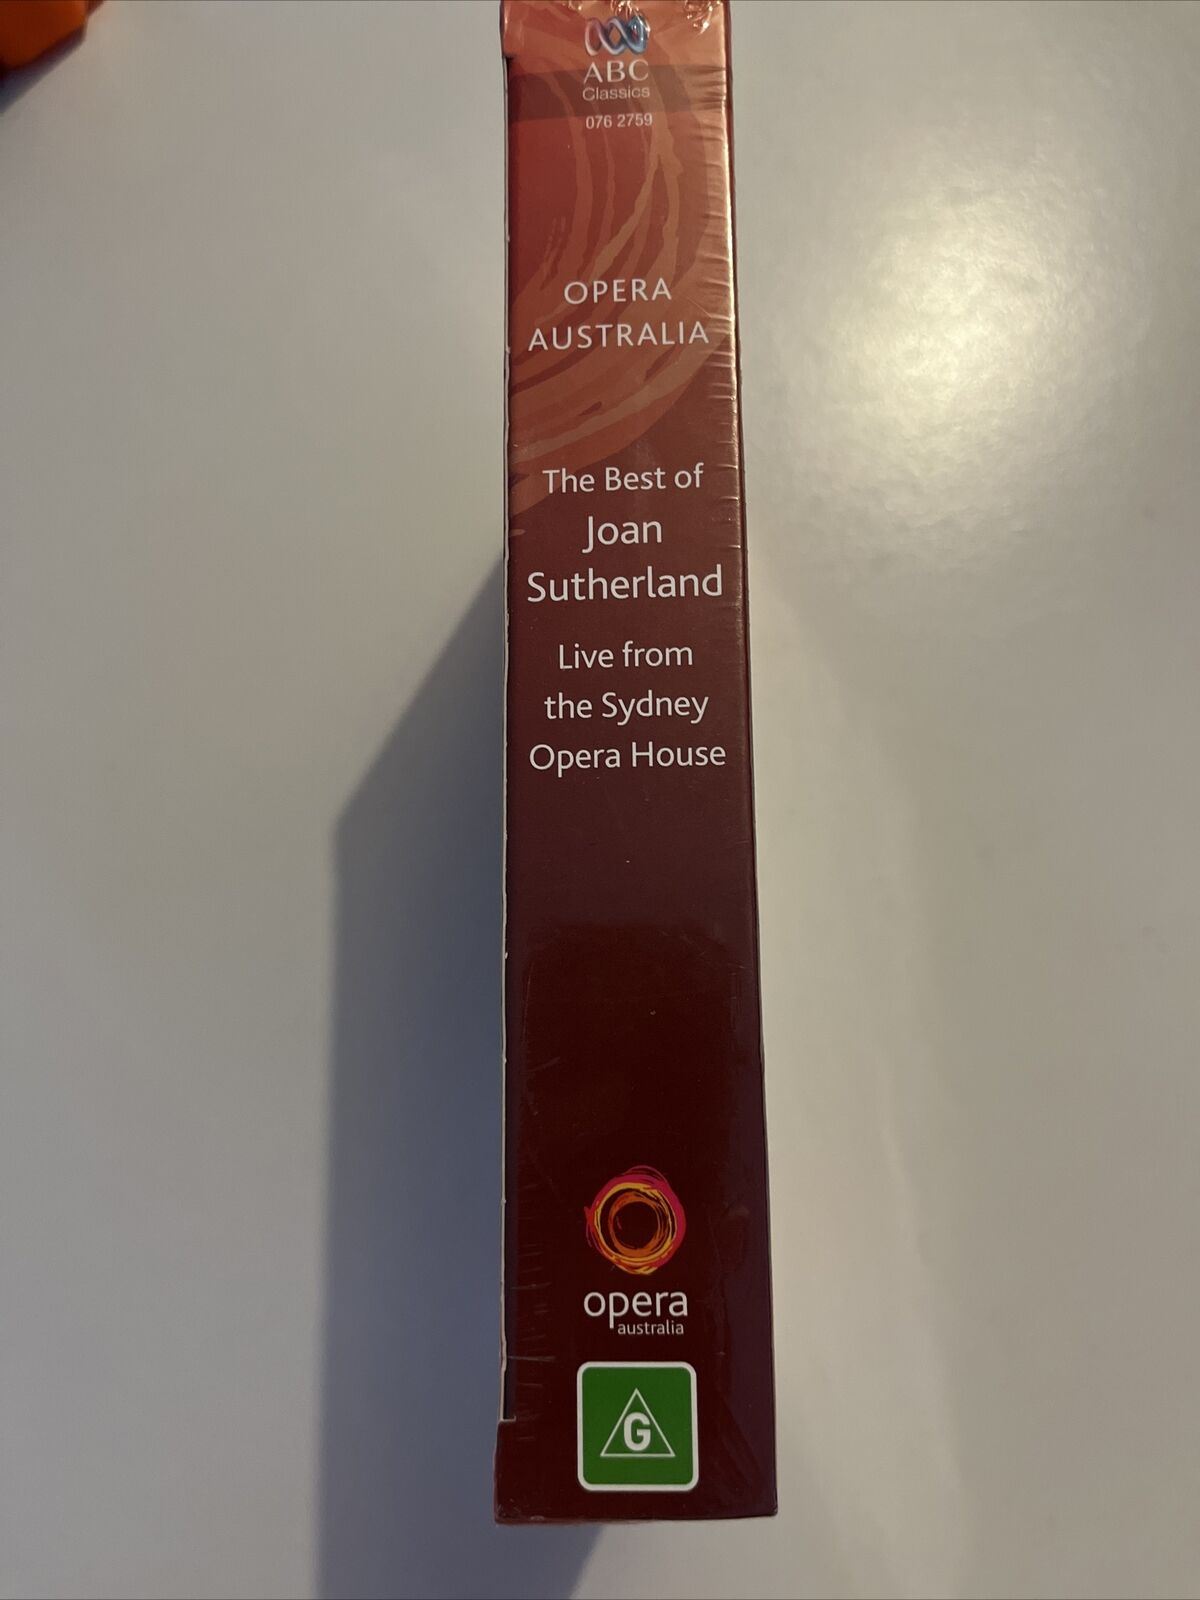 ABC
Classics
076 2759
OPERA
AUSTRALIA
The Best of
Joan
Sutherland
Live from
the Sydney
Opera House
opera
australia
G